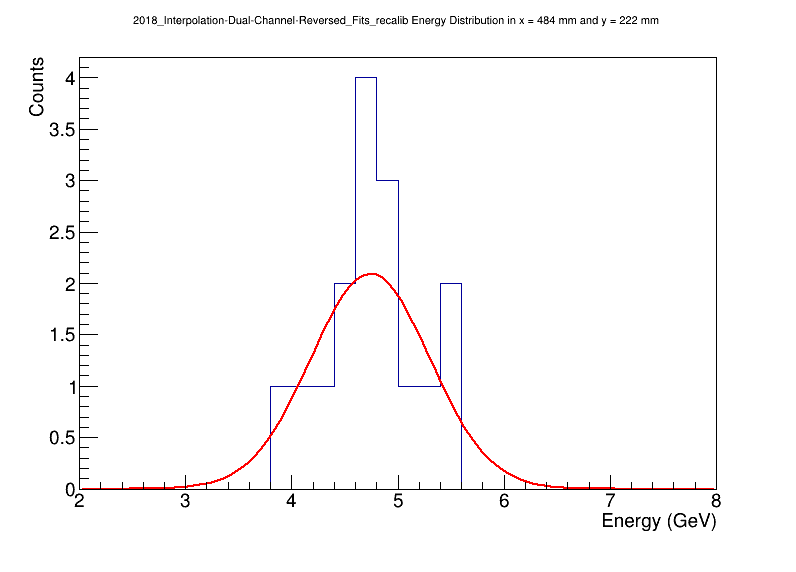 2018_Interpolation-Dual-Channel-Reversed_Fits_recalib Energy Distribution in x = 484 mm and y = 222 mm
Counts
4
3.5
3
2.5
2
1.5
1
0.5
0
2 3 4 5 6 7 8
Energy (GeV)